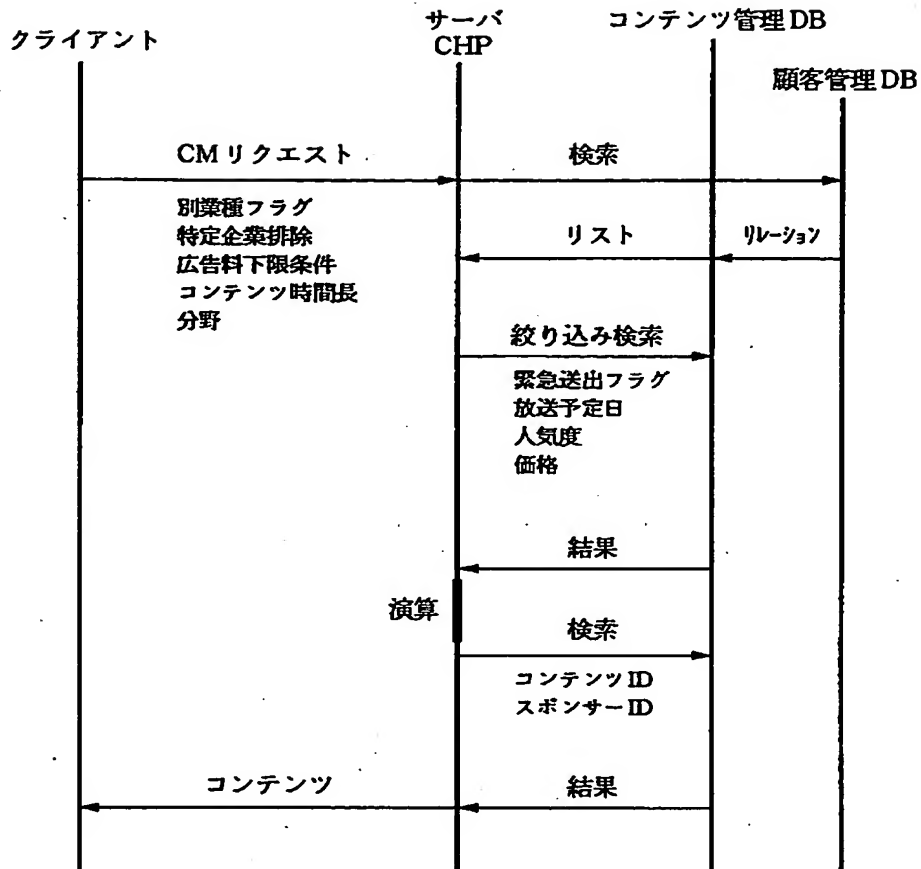 クライアント
サーバ
CHP
コンテンツ管理DB
顧客管理DB
CMリクエスト
検索
別業種フラグ
特定企業排除
広告料下限条件
コンテンツ時間長
分野
リスト
リレーション
絞り込み検索
緊急送出フラグ
放送予定日
人気度
価格
結果
演算
検索
コンテンツID
スポンサーID
コンテンツ
結果